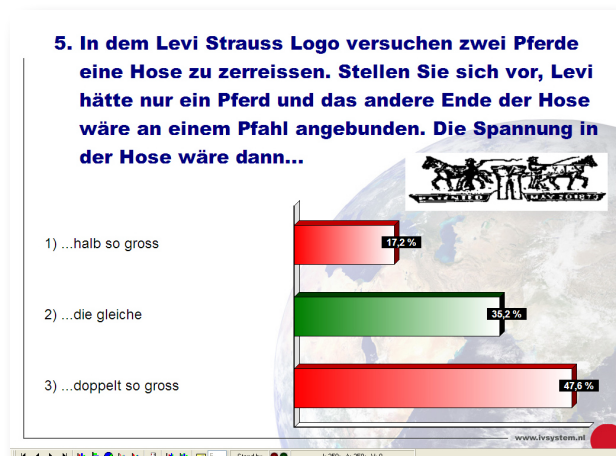 5. In dem Levi Strauss Logo versuchen zwei Pferde
eine Hose zu zerreissen. Stellen Sie sich vor, Levi
hätte nur ein Pferd und das andere Ende der Hose
wäre an einem Pfahl angebunden. Die Spannung in
der Hose wäre dann...
1) ...halb so gross
17,2 %
2) ...die gleiche
35,2 %
3) ...doppelt so gross
47,6 %
www.ivsystem.nl